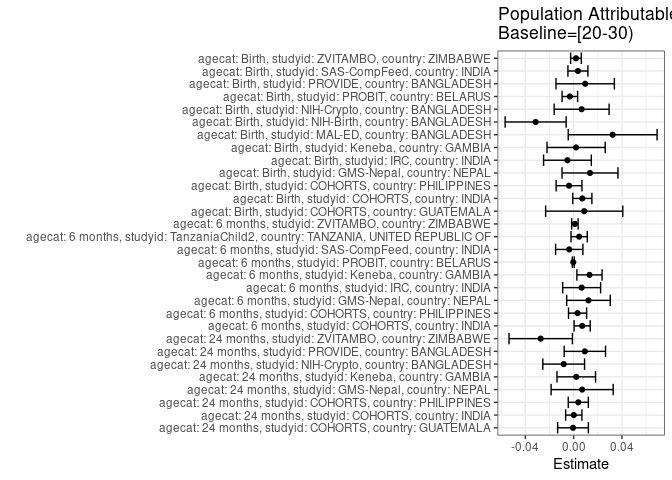 Population Attributable
Baseline=[20-30)
agecat: Birth, studyid: ZVITAMBO, country: ZIMBABWE
agecat: Birth, studyid: SAS-CompFeed, country: INDIA
agecat: Birth, studyid: PROVIDE, country: BANGLADESH
agecat: Birth, studyid: PROBIT, country: BELARUS
agecat: Birth, studyid: NIH-Crypto, country: BANGLADESH
agecat: Birth, studyid: NIH-Birth, country: BANGLADESH
agecat: Birth, studyid: MAL-ED, country: BANGLADESH
agecat: Birth, studyid: Keneba, country: GAMBIA
agecat: Birth, studyid: IRC, country: INDIA
agecat: Birth, studyid: GMS-Nepal, country: NEPAL
agecat: Birth, studyid: COHORTS, country: PHILIPPINES
agecat: Birth, studyid: COHORTS, country: INDIA
agecat: Birth, studyid: COHORTS, country: GUATEMALA
agecat: 6 months, studyid: ZVITAMBO, country: ZIMBABWE
agecat: 6 months, studyid: TanzaniaChild2, country: TANZANIA, UNITED REPUBLIC OF
agecat: 6 months, studyid: SAS-CompFeed, country: INDIA
agecat: 6 months, studyid: PROBIT, country: BELARUS
agecat: 6 months, studyid: Keneba, country: GAMBIA
agecat: 6 months, studyid: IRC, country: INDIA
agecat: 6 months, studyid: GMS-Nepal, country: NEPAL
agecat: 6 months, studyid: COHORTS, country: PHILIPPINES
agecat: 6 months, studyid: COHORTS, country: INDIA
agecat: 24 months, studyid: ZVITAMBO, country: ZIMBABWE
agecat: 24 months, studyid: PROVIDE, country: BANGLADESH
agecat: 24 months, studyid: NIH-Crypto, country: BANGLADESH
agecat: 24 months, studyid: Keneba, country: GAMBIA
agecat: 24 months, studyid: GMS-Nepal, country: NEPAL
agecat: 24 months, studyid: COHORTS, country: PHILIPPINES
agecat: 24 months, studyid: COHORTS, country: INDIA
agecat: 24 months, studyid: COHORTS, country: GUATEMALA
-0.04 0.00 0.04
Estimate